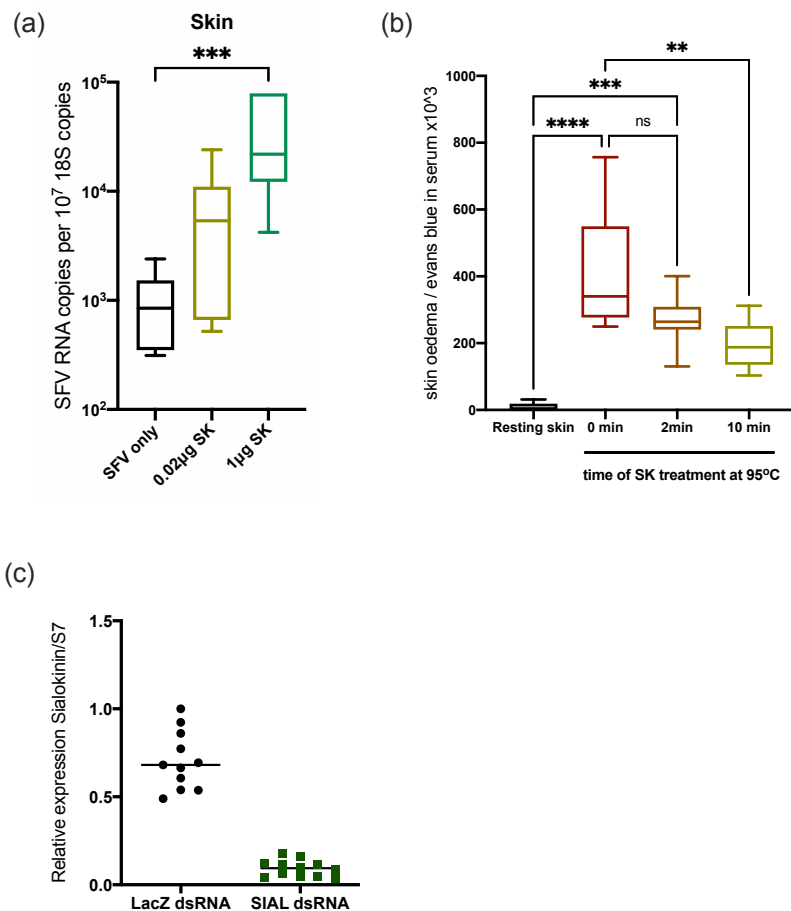 (a)
Skin
***
SFV RNA copies per 10⁷ 18S copies
10⁵
10⁴
10³
10²
SFV only
0.02μg SK
1μg SK
(b)
**
***
****
ns
skin oedema / evans blue in serum x10^3
1000
800
600
400
200
0
Resting skin 0 min 2min 10 min
time of SK treatment at 95ºC
(c)
Relative expression Sialokinin/S7
1.5
1.0
0.5
0.0
LacZ dsRNA SIAL dsRNA